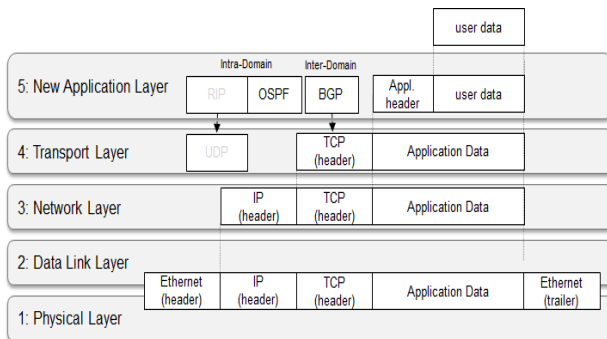 user data
Intra-Domain
Inter-Domain
5: New Application Layer
RIP
OSPF
BGP
Appl.
header
user data
4: Transport Layer
UDP
TCP
(header)
Application Data
3: Network Layer
IP
(header)
TCP
(header)
Application Data
2: Data Link Layer
Ethernet
(header)
IP
(header)
TCP
(header)
Application Data
Ethernet
(trailer)
1: Physical Layer